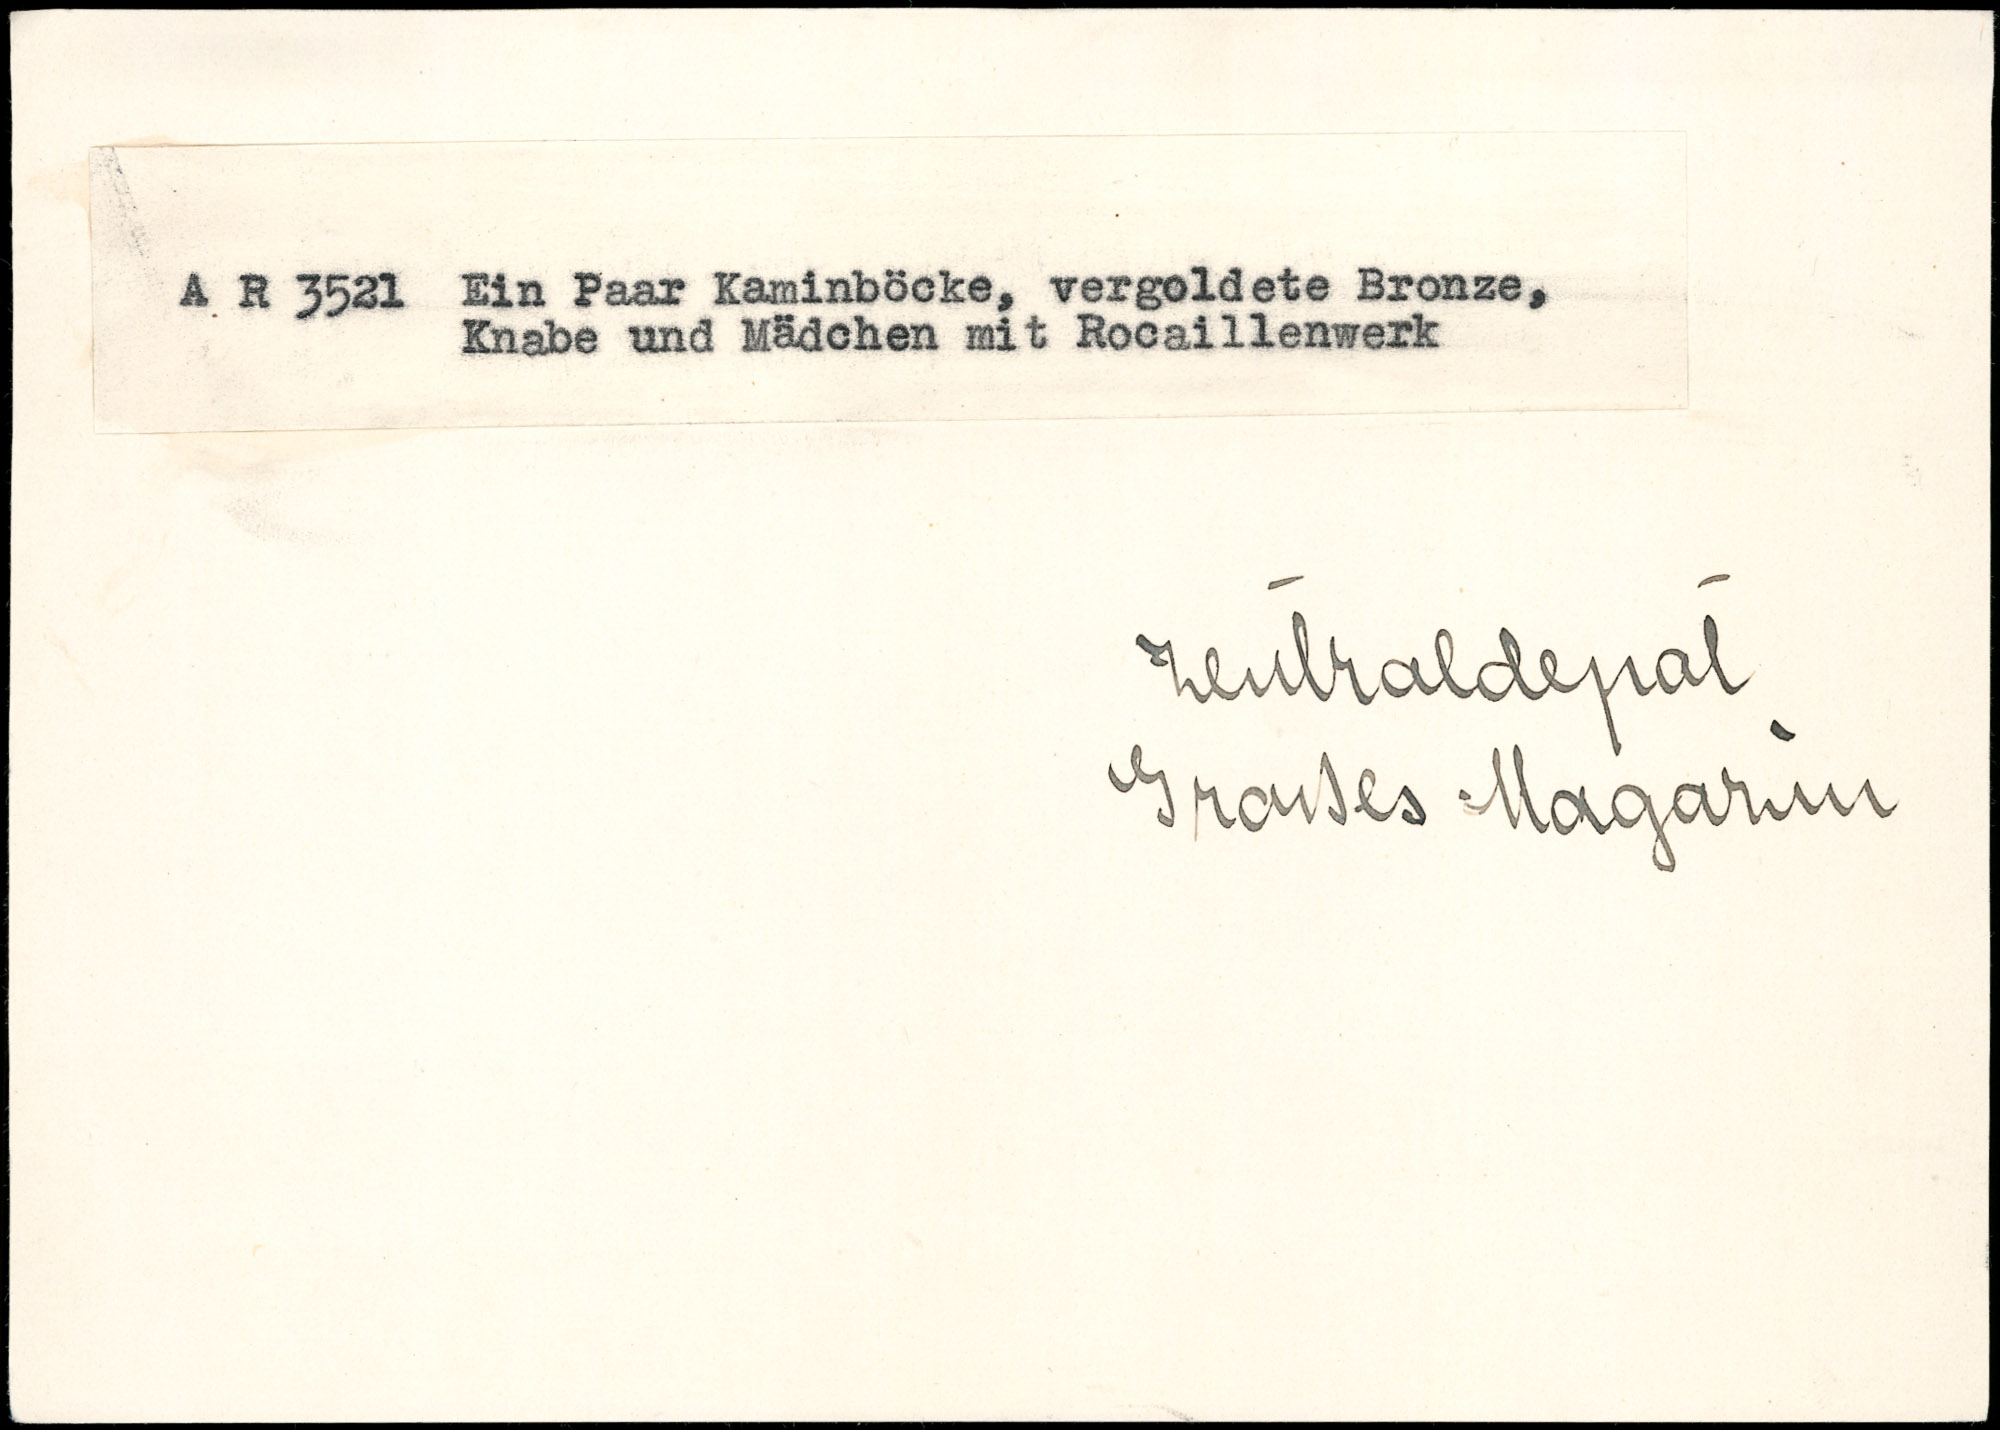 A R 3521 Ein Paar Kaminböcke, vergoldete Bronze,
Knabe und Mädchen mit Rocaillenwerk
Zentraldepot
Großes Magazin